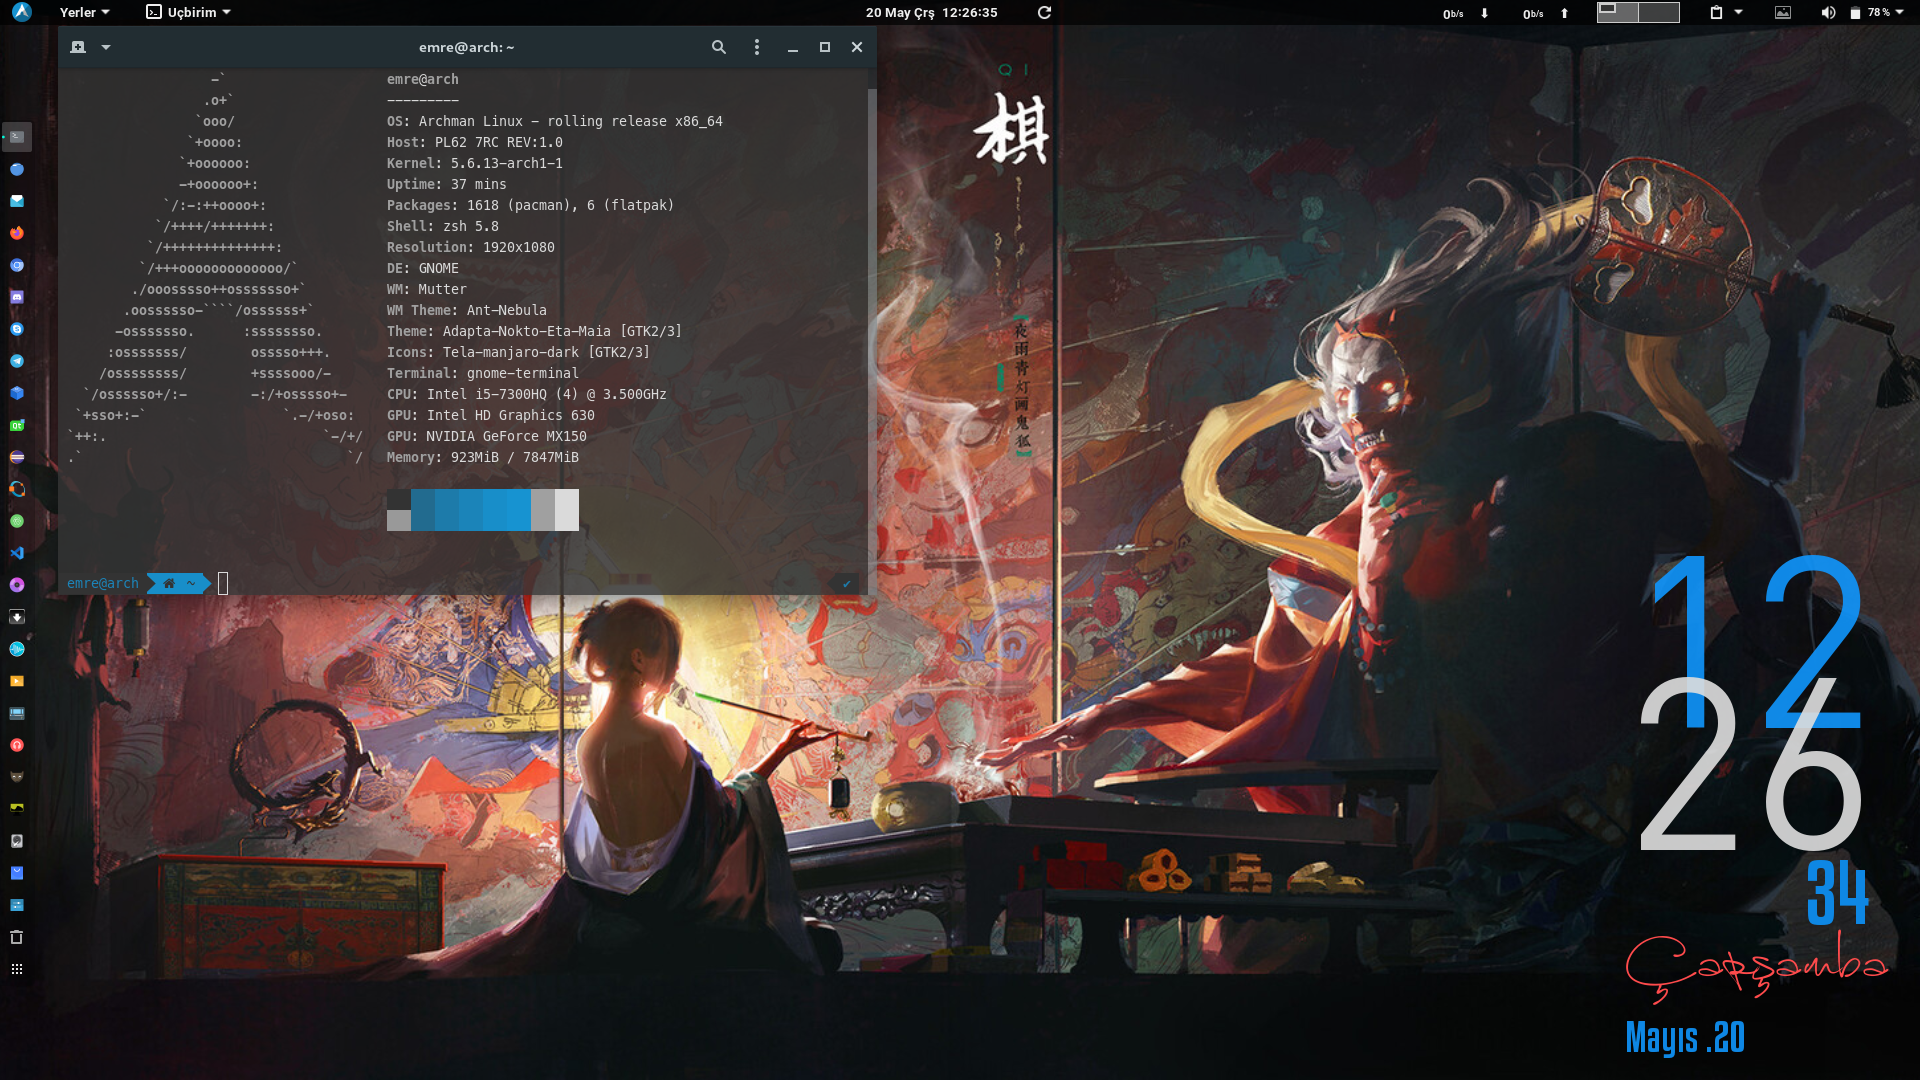 Yerler
Uçbirim
20 May Çrş 12:26:35
0b/s
0b/s
78 %
emre@arch: ~
-`
.o+`
`ooo/
`+oooo:
`+oooooo:
-+oooooo+:
`/:-:++oooo+:
`/++++/+++++++:
`/++++++++++++++:
`/+++ooooooooooooo/`
./ooosssso++osssssso+`
.oossssso-````/ossssss+`
-osssssso. :ssssssso.
:osssssss/ osssso+++.
/ossssssss/ +ssssooo/-
`/ossssso+/:- -:/+osssso+-
`+sso+:-` `.-/+oso:
`++:. `-/+/
.` `/
emre@arch
---------
OS: Archman Linux - rolling release x86_64
Host: PL62 7RC REV:1.0
Kernel: 5.6.13-arch1-1
Uptime: 37 mins
Packages: 1618 (pacman), 6 (flatpak)
Shell: zsh 5.8
Resolution: 1920x1080
DE: GNOME
WM: Mutter
WM Theme: Ant-Nebula
Theme: Adapta-Nokto-Eta-Maia [GTK2/3]
Icons: Tela-manjaro-dark [GTK2/3]
Terminal: gnome-terminal
CPU: Intel i5-7300HQ (4) @ 3.500GHz
GPU: Intel HD Graphics 630
GPU: NVIDIA GeForce MX150
Memory: 923MiB / 7847MiB
emre@arch ~
QI
棋
夜雨青灯画鬼狐
12
26
34
Çarşamba
Mayıs .20